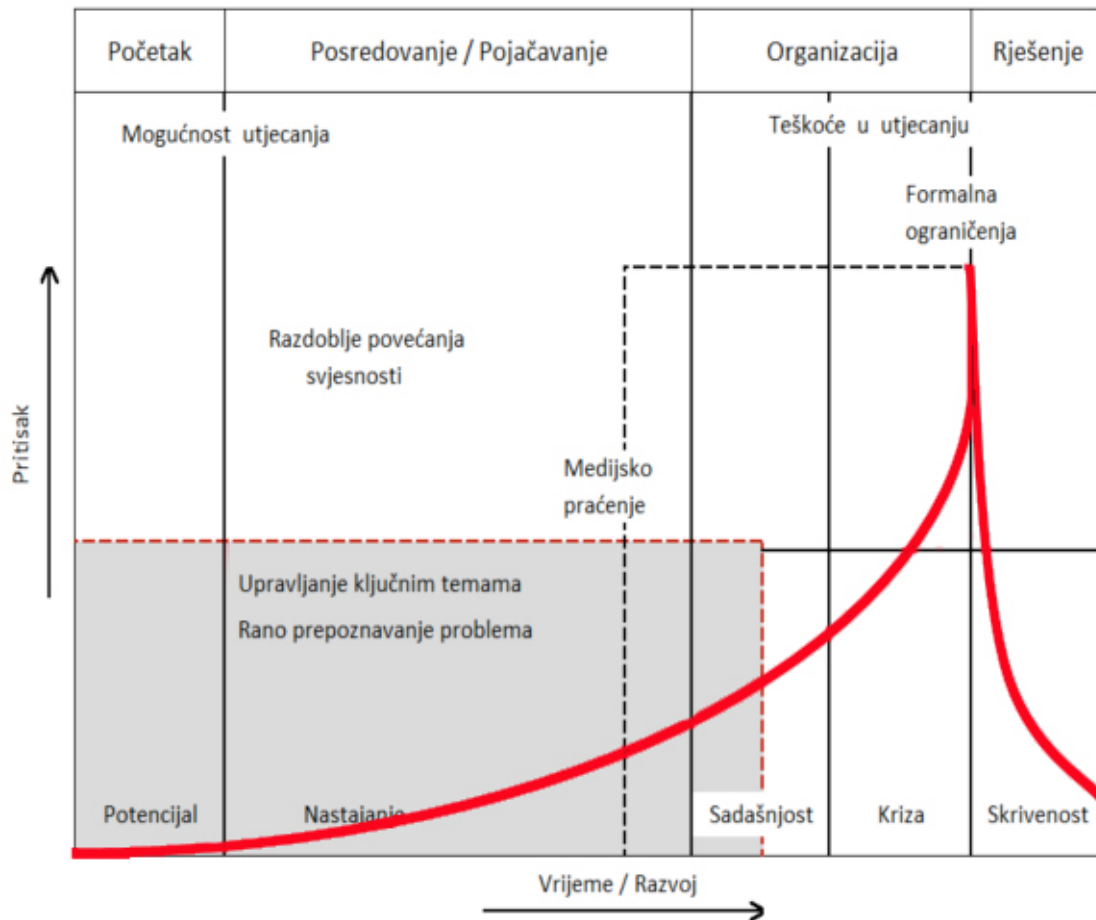 Početak
Posredovanje / Pojačavanje
Organizacija
Rješenje
Mogućnost utjecanja
Teškoće u utjecanju
Formalna
ograničenja
Razdoblje povećanja
svjesnosti
Pritisak
Medijsko
praćenje
Upravljanje ključnim temama
Rano prepoznavanje problema
Potencijal
Nastajanje
Sadašnjost
Kriza
Skrivenost
Vrijeme / Razvoj